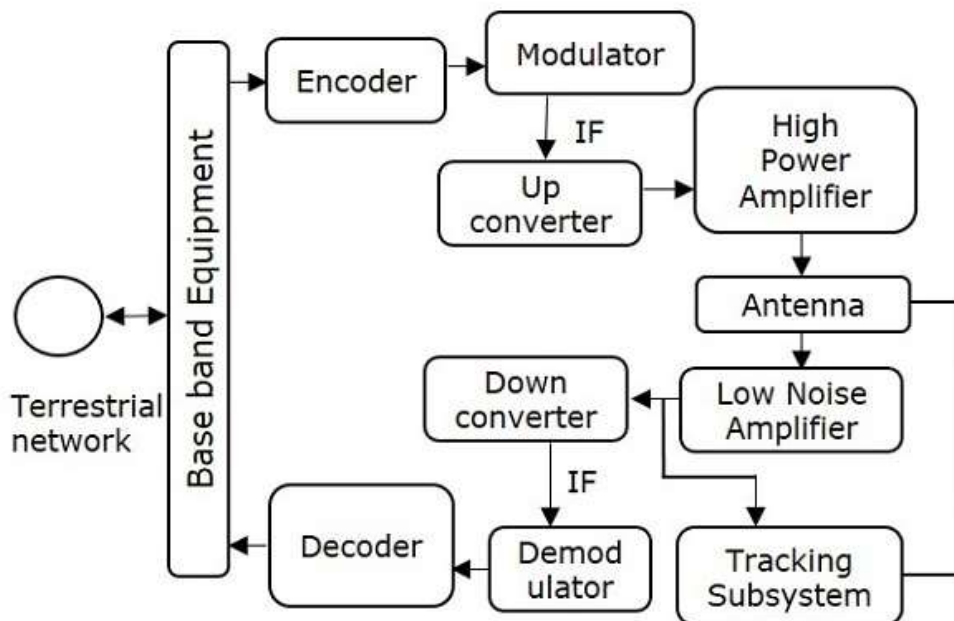 Encoder
Modulator
IF
High
Power
Amplifier
Up
converter
Base band Equipment
Antenna
Terrestrial
network
Down
converter
Low Noise
Amplifier
IF
Decoder
Demod
ulator
Tracking
Subsystem